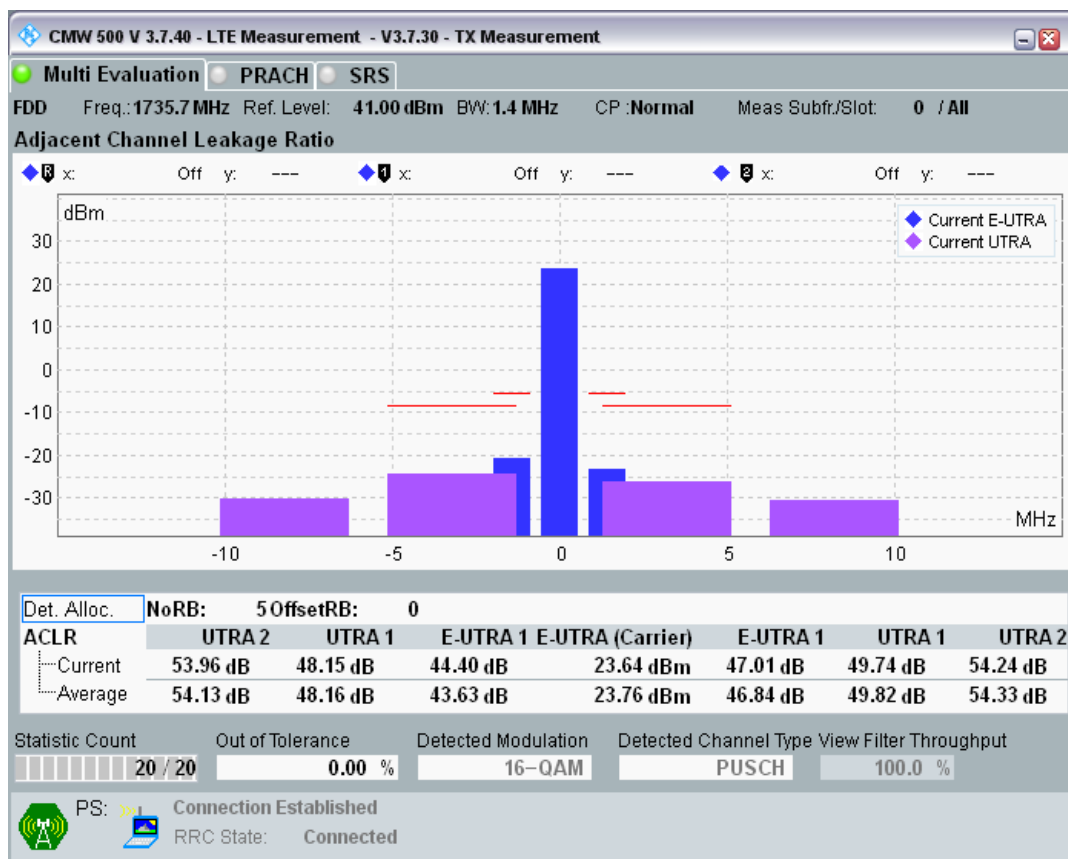 CMW 500 V 3.7.40 - LTE Measurement - V3.7.30 - TX Measurement
Multi Evaluation PRACH SRS
FDD Freq.: 1735.7 MHz Ref. Level: 41.00 dBm BW: 1.4 MHz CP :Normal Meas Subfr./Slot: 0 / All
Adjacent Channel Leakage Ratio
R x: Off y: --- 1 x: Off y: --- 2 x: Off y: ---
dBm
Current E-UTRA
Current UTRA
30
20
10
0
-10
-20
-30
MHz
-10 -5 0 5 10
Det. Alloc. NoRB: 5 OffsetRB: 0
ACLR UTRA 2 UTRA 1 E-UTRA 1 E-UTRA (Carrier) E-UTRA 1 UTRA 1 UTRA 2
Current 53.96 dB 48.15 dB 44.40 dB 23.64 dBm 47.01 dB 49.74 dB 54.24 dB
Average 54.13 dB 48.16 dB 43.63 dB 23.76 dBm 46.84 dB 49.82 dB 54.33 dB
Statistic Count Out of Tolerance Detected Modulation Detected Channel Type View Filter Throughput
20 / 20 0.00 % 16-QAM PUSCH 100.0 %
PS: Connection Established
RRC State: Connected